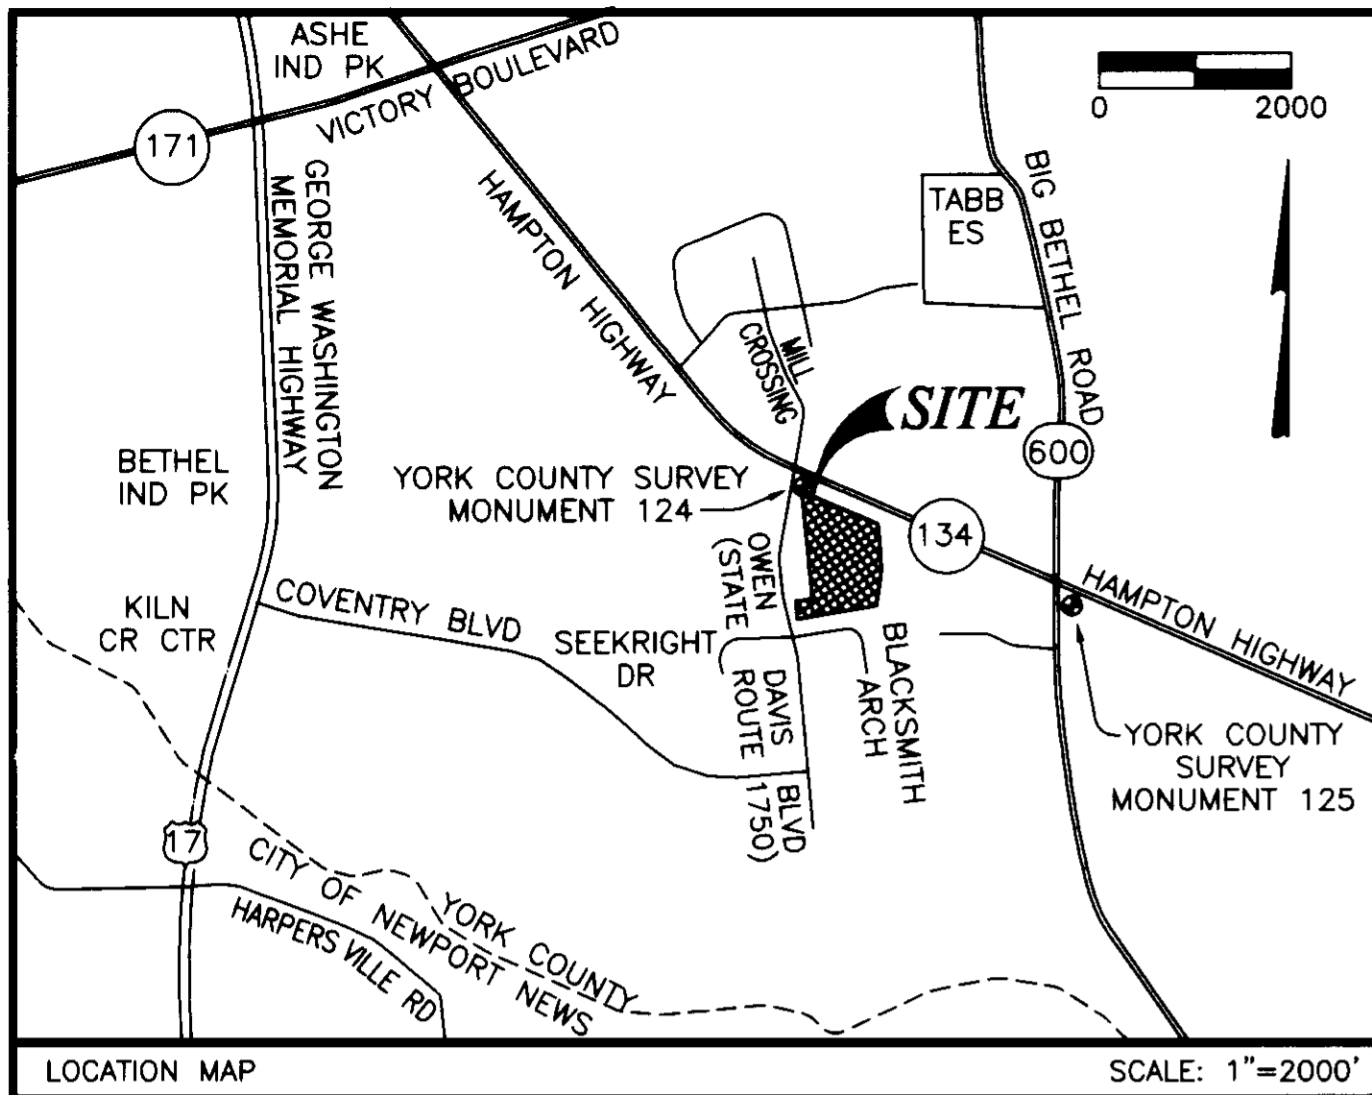 ASHE
IND PK
VICTORY BOULEVARD
171
0 2000
GEORGE WASHINGTON
MEMORIAL HIGHWAY
HAMPTON HIGHWAY
TABB
ES
BIG BETHEL ROAD
MILL
CROSSING
SITE
600
BETHEL
IND PK
YORK COUNTY SURVEY
MONUMENT 124
134
HAMPTON HIGHWAY
KILN
CR CTR
COVENTRY BLVD
SEEKRIGHT
DR
OWEN DAVIS BLVD
(STATE ROUTE 1750)
BLACKSMITH
ARCH
YORK COUNTY
SURVEY
MONUMENT 125
17
YORK COUNTY
CITY OF NEWPORT NEWS
HARPERS VILLE RD
LOCATION MAP
SCALE: 1"=2000'